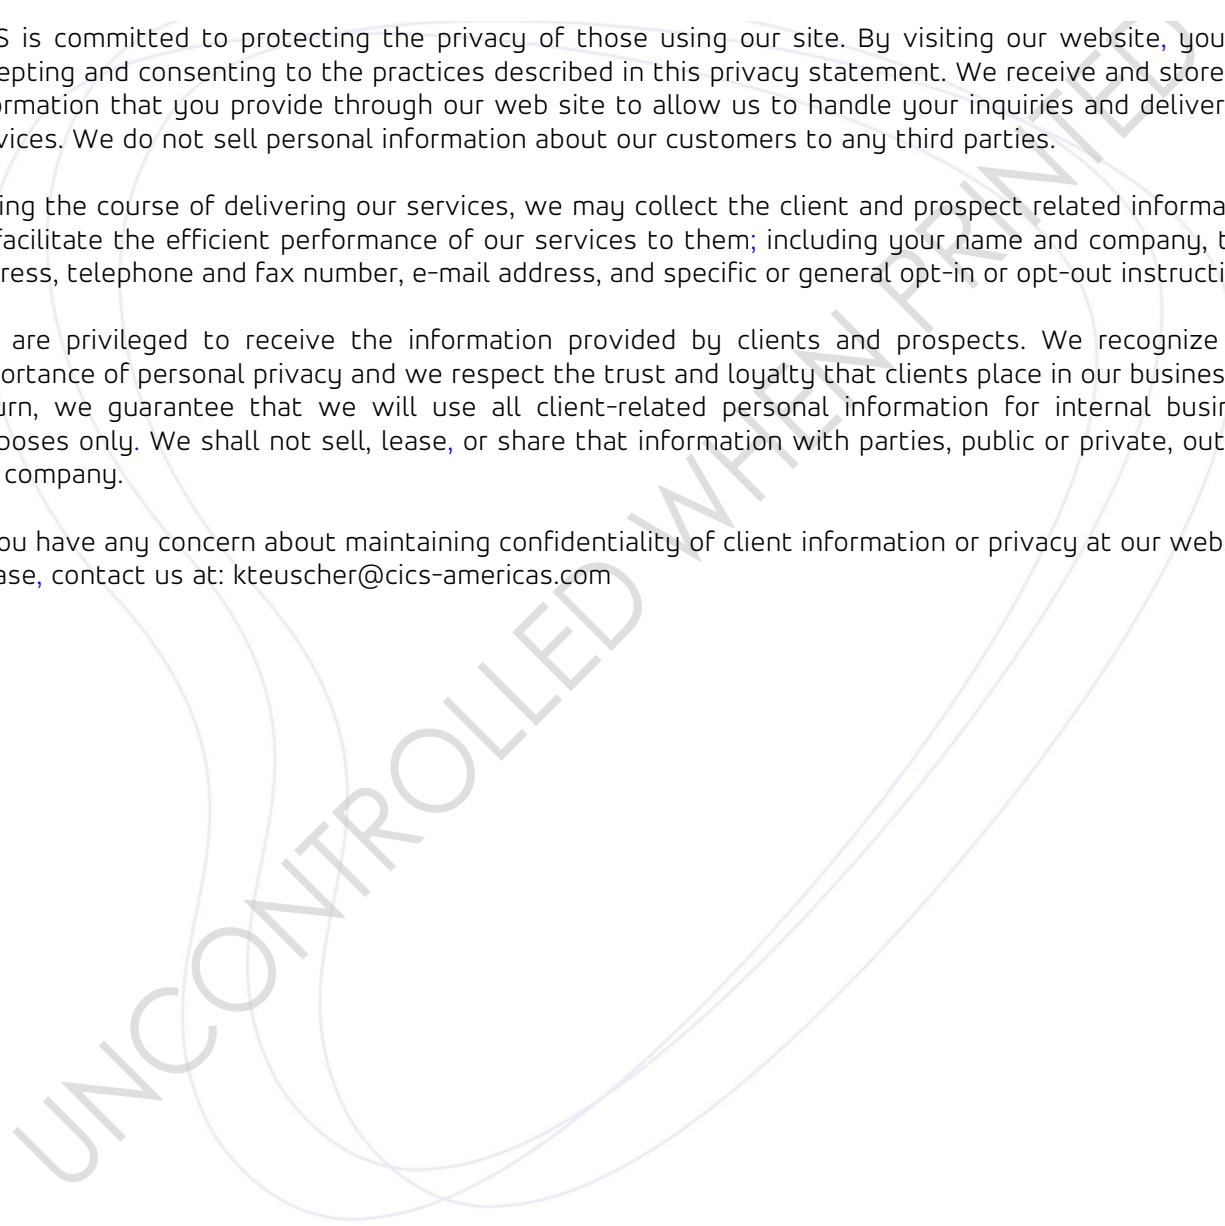 S is committed to protecting the privacy of those using our site. By visiting our website, you
epting and consenting to the practices described in this privacy statement. We receive and store
ormation that you provide through our web site to allow us to handle your inquiries and deliver
vices. We do not sell personal information about our customers to any third parties.
ing the course of delivering our services, we may collect the client and prospect related informa
facilitate the efficient performance of our services to them; including your name and company, t
ress, telephone and fax number, e-mail address, and specific or general opt-in or opt-out instructi
are privileged to receive the information provided by clients and prospects. We recognize
ortance of personal privacy and we respect the trust and loyalty that clients place in our busines
urn, we guarantee that we will use all client-related personal information for internal busin
poses only. We shall not sell, lease, or share that information with parties, public or private, out
company.
ou have any concern about maintaining confidentiality of client information or privacy at our web
ase, contact us at: kteuscher@cics-americas.com
UNCONTROLLED WHEN PRINTED